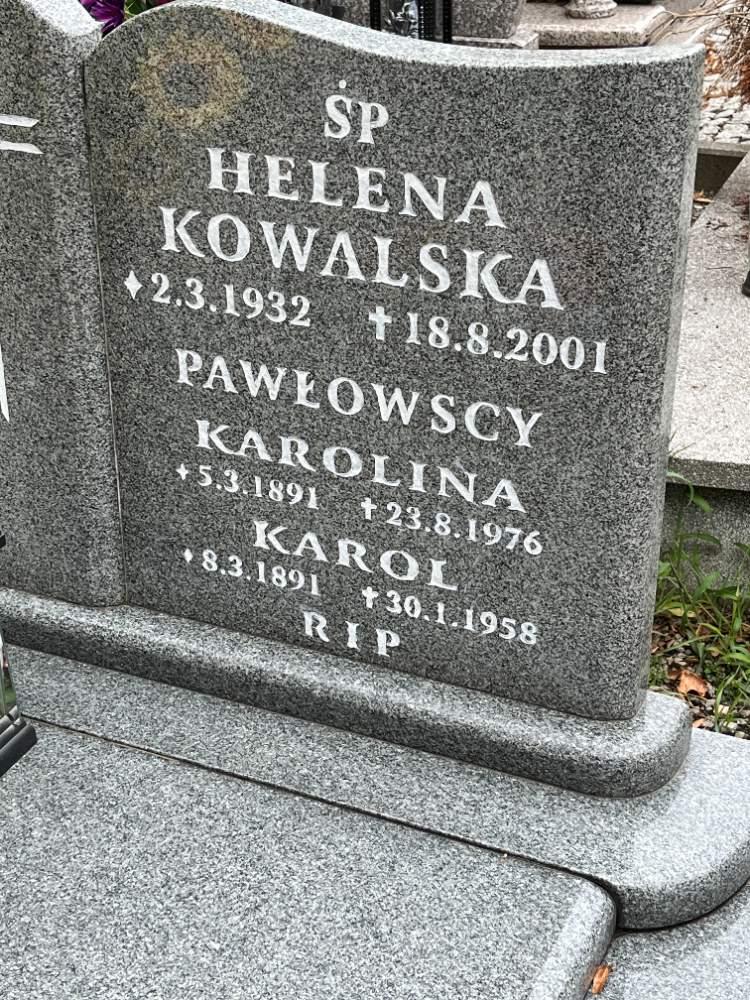 ŚP
HELENA
KOWALSKA
2.3.1932 18.8.2001
PAWŁOWSCY
KAROLINA
5.3.1891 23.8.1976
KAROL
8.3.1891 30.1.1958
RIP